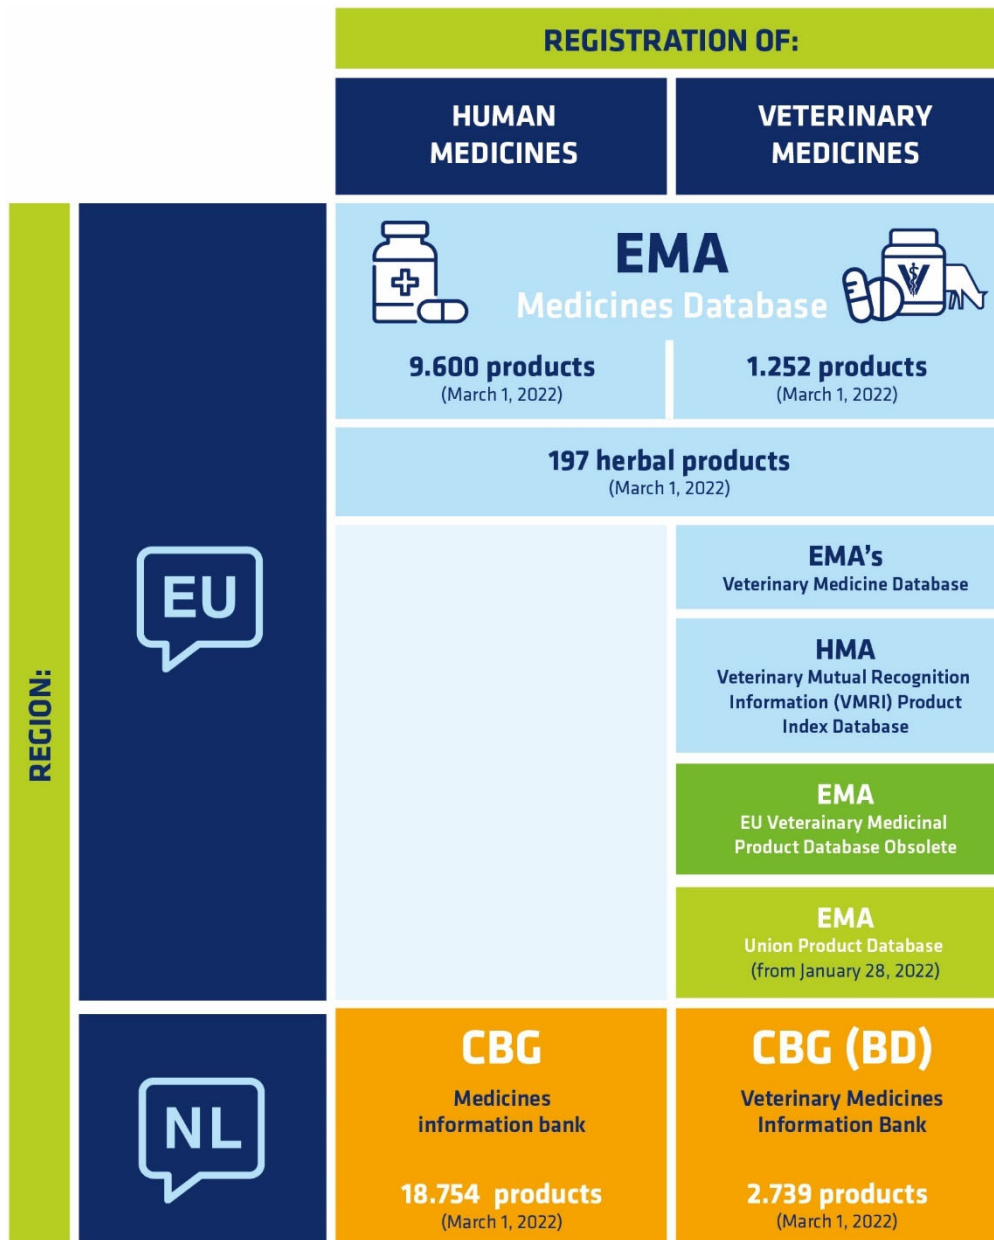 REGISTRATION OF:
HUMAN
MEDICINES
VETERINARY
MEDICINES
REGION:
EU
EMA
Medicines Database
V
9.600 products
(March 1, 2022)
1.252 products
(March 1, 2022)
197 herbal products
(March 1, 2022)
EMA's
Veterinary Medicine Database
HMA
Veterinary Mutual Recognition
Information (VMRI) Product
Index Database
EMA
EU Veterainary Medicinal
Product Database Obsolete
EMA
Union Product Database
(from January 28, 2022)
NL
CBG
Medicines
information bank
18.754 products
(March 1, 2022)
CBG (BD)
Veterinary Medicines
Information Bank
2.739 products
(March 1, 2022)